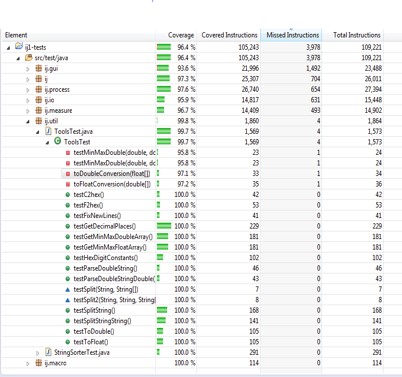 Element Coverage Covered Instructions Missed Instructions Total Instructions
ij1-tests 96.4 % 105,243 3,978 109,221
src/test/java 96.4 % 105,243 3,978 109,221
ij.gui 93.6 % 21,996 1,492 23,488
ij 97.3 % 25,307 704 26,011
ij.process 97.6 % 26,740 654 27,394
ij.io 95.9 % 14,817 631 15,448
ij.measure 96.7 % 14,409 493 14,902
ij.util 99.8 % 1,860 4 1,864
ToolsTest.java 99.7 % 1,569 4 1,573
ToolsTest 99.7 % 1,569 4 1,573
testMinMaxDouble(double, dc 95.8 % 23 1 24
testMinMaxDouble(double, dc 95.8 % 23 1 24
toDoubleConversion(float[]) 97.1 % 33 1 34
toFloatConversion(double[]) 97.2 % 35 1 36
testC2hex() 100.0 % 42 0 42
testF2hex() 100.0 % 53 0 53
testFixNewLines() 100.0 % 41 0 41
testGetDecimalPlaces() 100.0 % 229 0 229
testGetMinMaxDoubleArray() 100.0 % 181 0 181
testGetMinMaxFloatArray() 100.0 % 181 0 181
testHexDigitConstants() 100.0 % 102 0 102
testParseDoubleString() 100.0 % 46 0 46
testParseDoubleStringDouble( 100.0 % 43 0 43
testSplit(String, String[]) 100.0 % 7 0 7
testSplit2(String, String, String[ 100.0 % 8 0 8
testSplitString() 100.0 % 168 0 168
testSplitStringString() 100.0 % 141 0 141
testToDouble() 100.0 % 105 0 105
testToFloat() 100.0 % 105 0 105
StringSorterTest.java 100.0 % 291 0 291
ij.macro 100.0 % 114 0 114